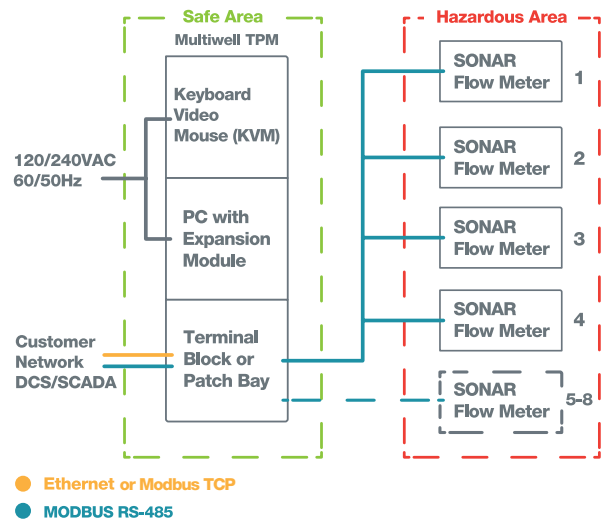 Safe Area
Hazardous Area
Multiwell TPM
Keyboard
Video
Mouse (KVM)
120/240VAC
60/50Hz
PC with
Expansion
Module
Customer
Network
DCS/SCADA
Terminal
Block or
Patch Bay
SONAR
Flow Meter
1
SONAR
Flow Meter
2
SONAR
Flow Meter
3
SONAR
Flow Meter
4
SONAR
Flow Meter
5-8
Ethernet or Modbus TCP
MODBUS RS-485